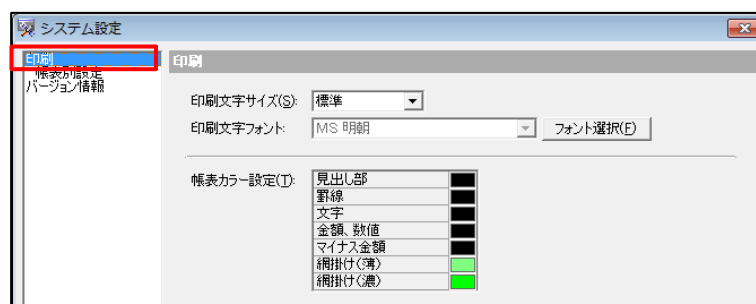 システム設定
印刷
帳表別設定
バージョン情報
印刷
印刷文字サイズ(S): 標準
印刷文字フォント: MS 明朝 フォント選択(F)
帳表カラー設定(T): 見出し部
罫線
文字
金額、数値
マイナス金額
網掛け(薄)
網掛け(濃)